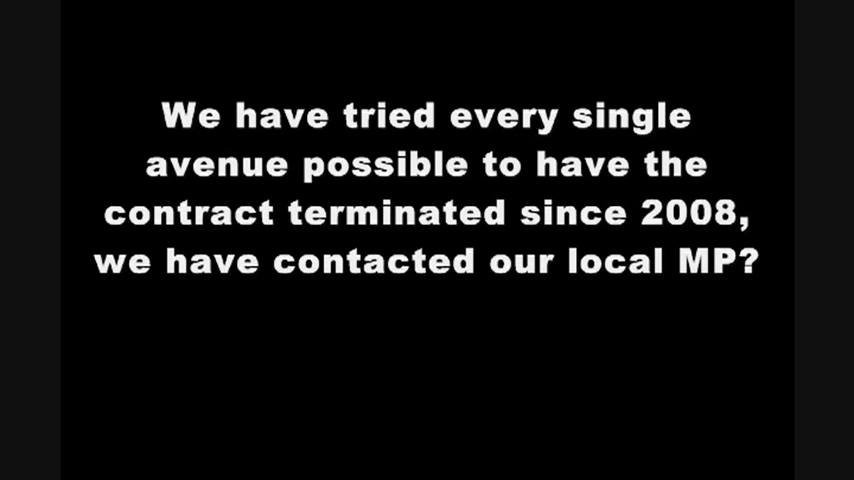 We have tried every single
avenue possible to have the
contract terminated since 2008,
we have contacted our local MP?